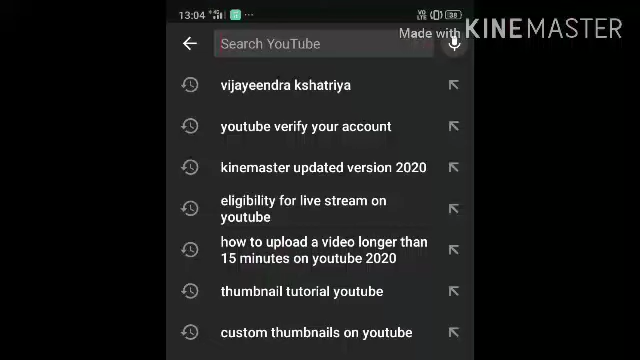 13:04
Made with KINEMASTER
Search YouTube
vijayeendra kshatriya
youtube verify your account
kinemaster updated version 2020
eligibility for live stream on
youtube
how to upload a video longer than
15 minutes on youtube 2020
thumbnail tutorial youtube
custom thumbnails on youtube